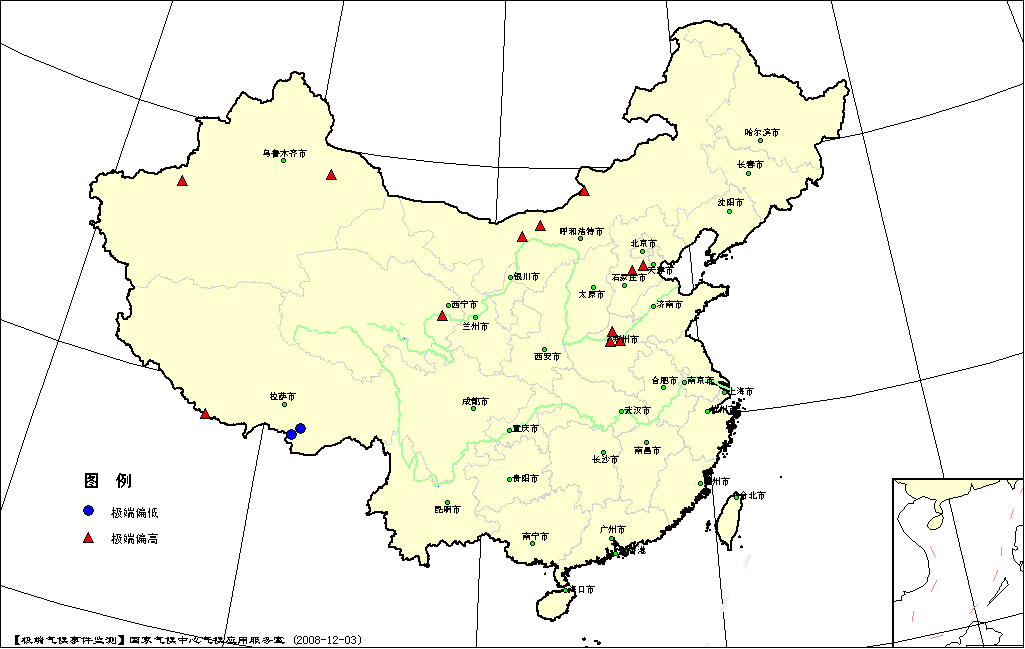 哈尔滨市
乌鲁木齐市
长春市
沈阳市
呼和浩特市
北京市
天津市
银川市
石家庄市
太原市
西宁市
济南市
兰州市
郑州市
西安市
合肥市
南京市
上海市
拉萨市
成都市
武汉市
杭州市
重庆市
南昌市
长沙市
图 例
贵阳市
州市
台北市
极端偏低
昆明市
广州市
极端偏高
南宁市
港
口市
【极端气候事件监测】国家气候中心气候应用服务室 (2008-12-03)